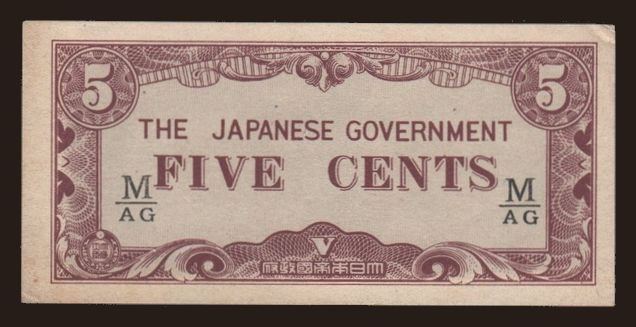 5 5
THE JAPANESE GOVERNMENT
FIVE CENTS
M/AG M/AG
V
府政國帝本日大